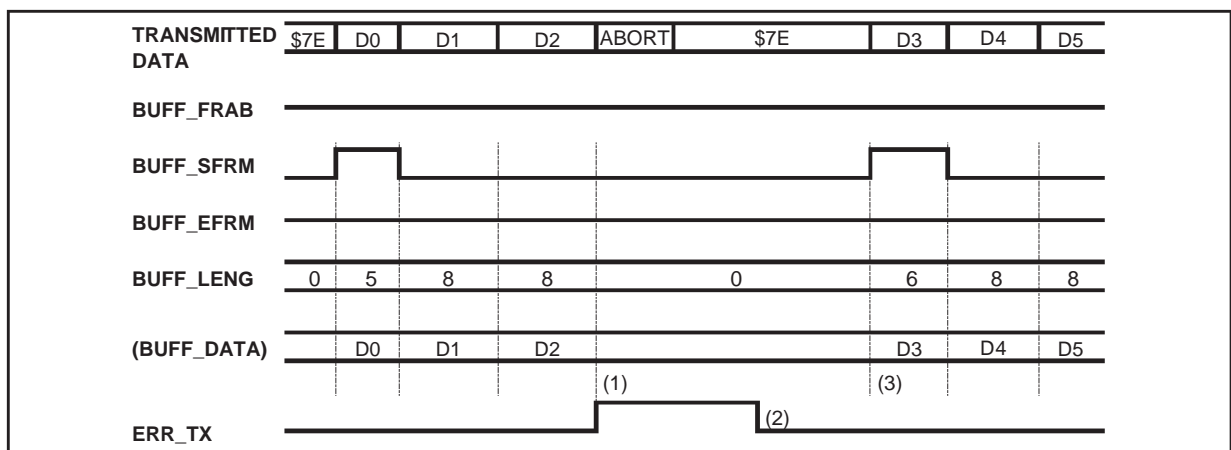 TRANSMITTED DATA $7E D0 D1 D2 ABORT $7E D3 D4 D5
BUFF_FRAB
BUFF_SFRM
BUFF_EFRM
BUFF_LENG 0 5 8 8 0 6 8 8
(BUFF_DATA) D0 D1 D2 D3 D4 D5
(1) (3)
(2)
ERR_TX